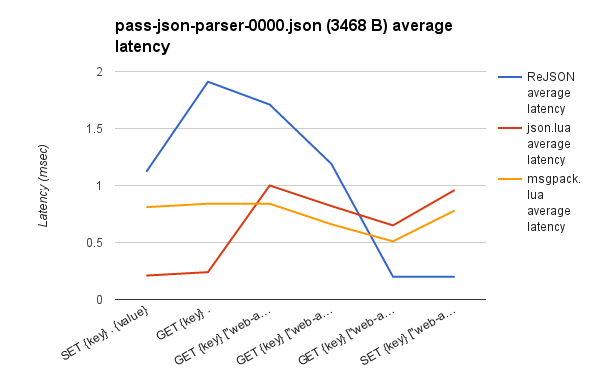 pass-json-parser-0000.json (3468 B) average
latency
2
1.5
1
0.5
0
Latency (msec)
SET {key} . {value}
GET {key} .
GET {key} ["web-a…
GET {key} ["web-a…
GET {key} ["web-a…
SET {key} ["web-a…
ReJSON
average
latency
json.lua
average
latency
msgpack.
lua
average
latency